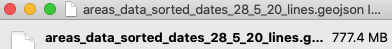 areas_data_sorted_dates_28_5_20_lines.geojson I...
areas_data_sorted_dates_28_5_20_lines.g... 777.4 MB